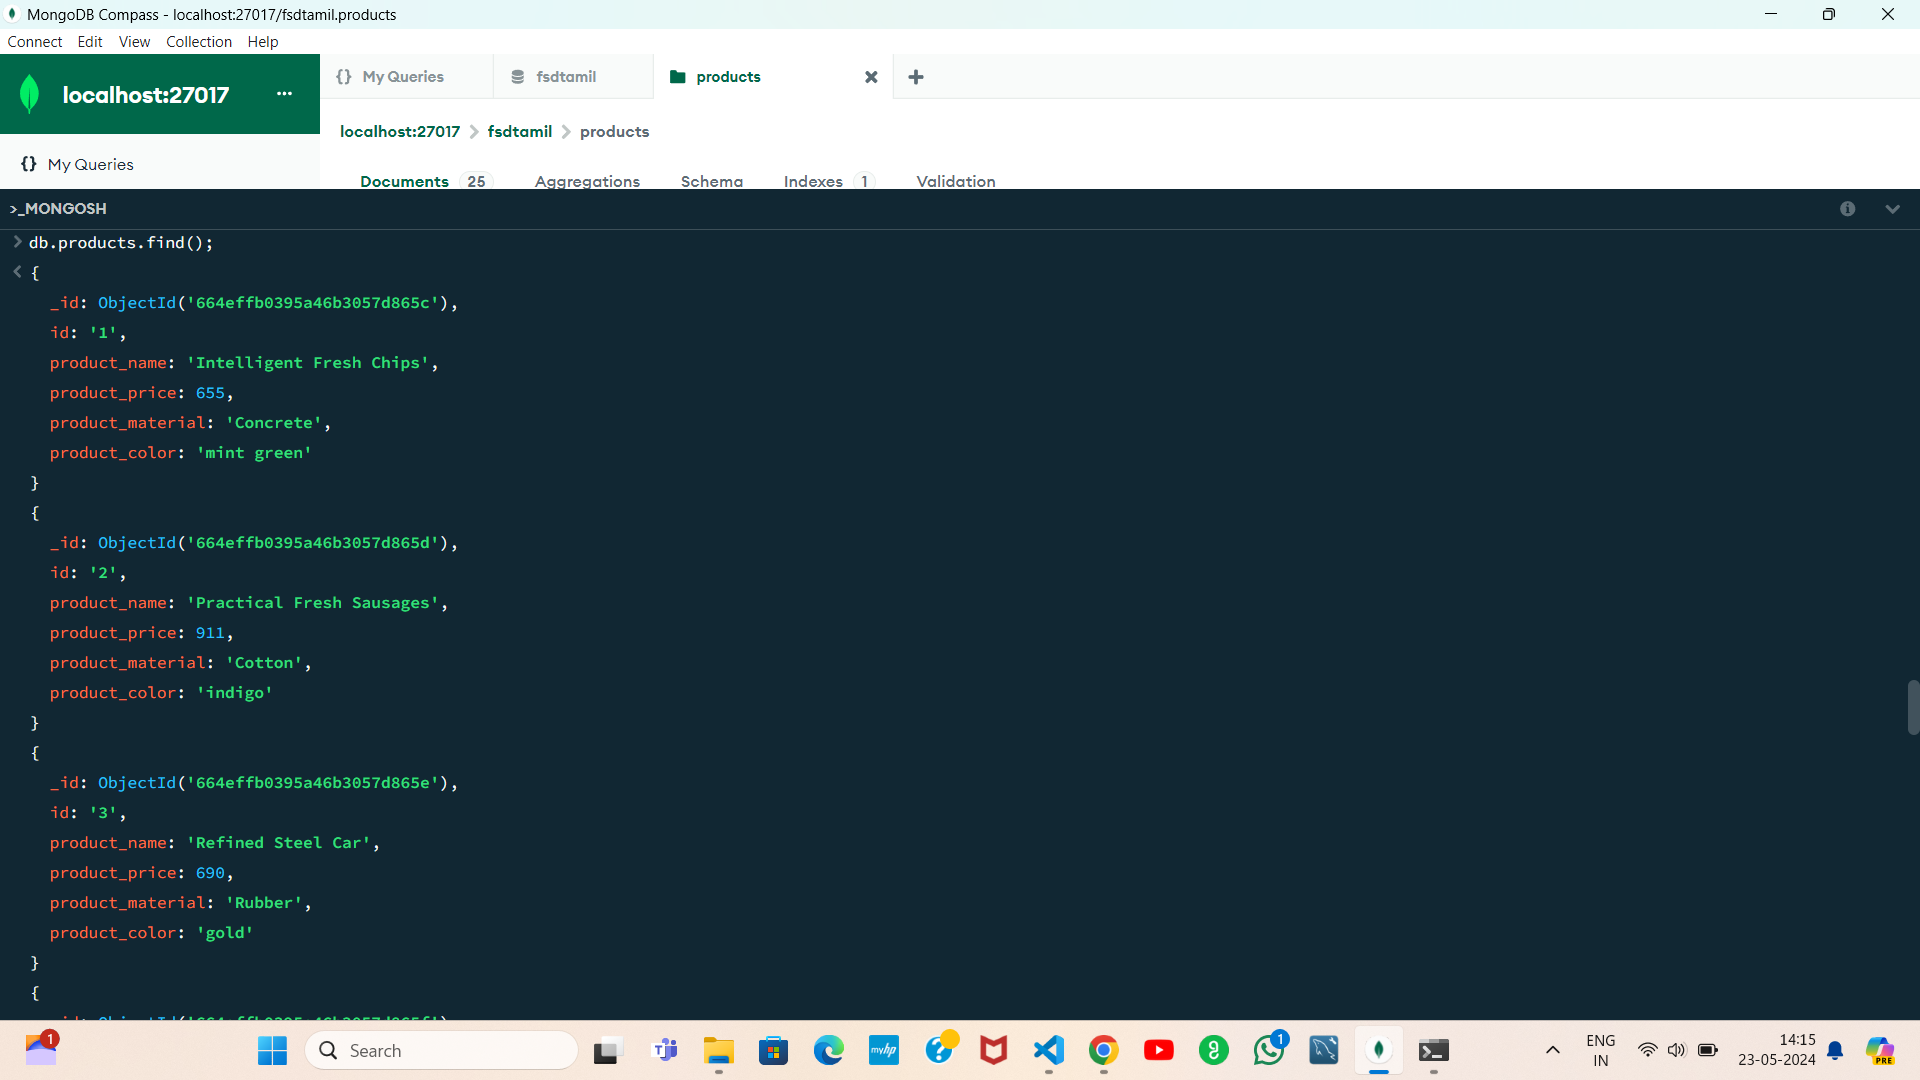 MongoDB Compass - localhost:27017/fsdtamil.products
Connect Edit View Collection Help
localhost:27017 ...
{} My Queries
fsdtamil
products
localhost:27017 > fsdtamil > products
{} My Queries
Documents 25 Aggregations Schema Indexes 1 Validation
>_MONGOSH
> db.products.find();
< {
_id: ObjectId('664effb0395a46b3057d865c'),
id: '1',
product_name: 'Intelligent Fresh Chips',
product_price: 655,
product_material: 'Concrete',
product_color: 'mint green'
}
{
_id: ObjectId('664effb0395a46b3057d865d'),
id: '2',
product_name: 'Practical Fresh Sausages',
product_price: 911,
product_material: 'Cotton',
product_color: 'indigo'
}
{
_id: ObjectId('664effb0395a46b3057d865e'),
id: '3',
product_name: 'Refined Steel Car',
product_price: 690,
product_material: 'Rubber',
product_color: 'gold'
}
{
1
Search
myhp
1
PRE
ENG
IN
14:15
23-05-2024